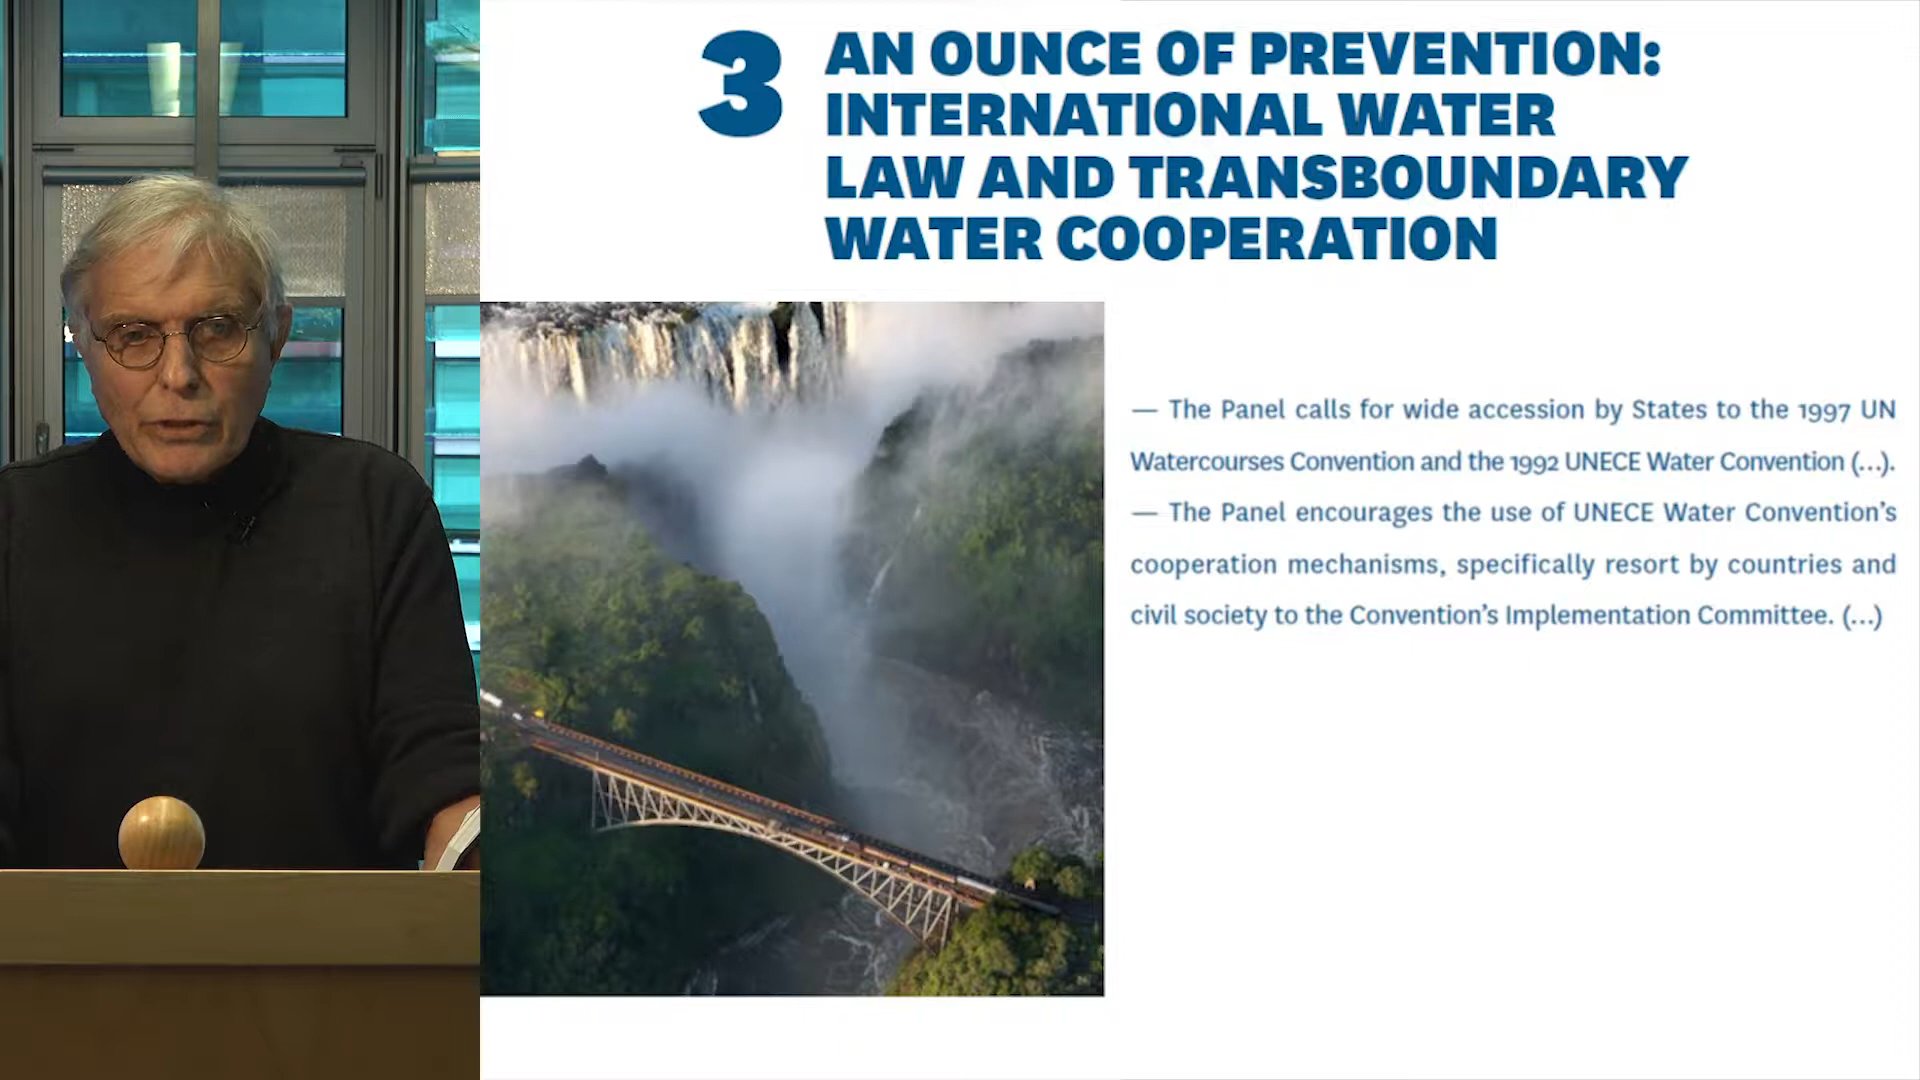 3 AN OUNCE OF PREVENTION:
INTERNATIONAL WATER
LAW AND TRANSBOUNDARY
WATER COOPERATION
— The Panel calls for wide accession by States to the 1997 UN
Watercourses Convention and the 1992 UNECE Water Convention (...).
— The Panel encourages the use of UNECE Water Convention’s
cooperation mechanisms, specifically resort by countries and
civil society to the Convention’s Implementation Committee. (...)